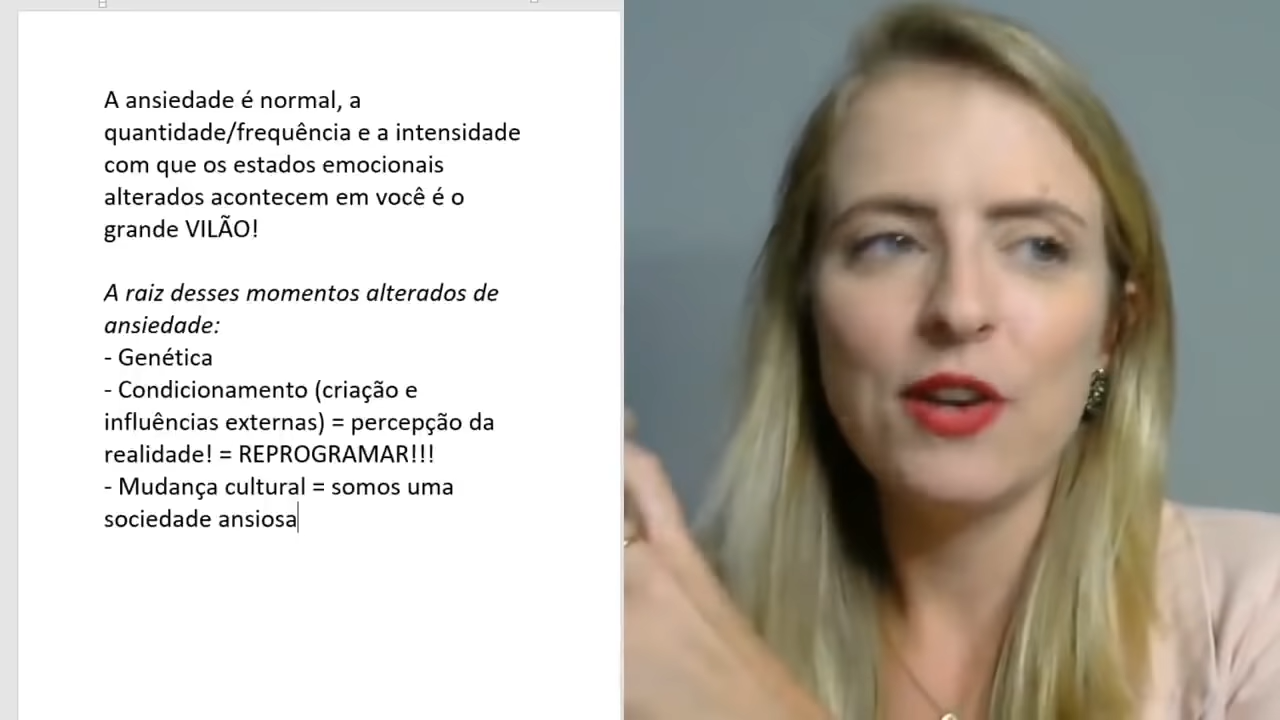 A ansiedade é normal, a
quantidade/frequência e a intensidade
com que os estados emocionais
alterados acontecem em você é o
grande VILÃO!
A raiz desses momentos alterados de
ansiedade:
- Genética
- Condicionamento (criação e
influências externas) = percepção da
realidade! = REPROGRAMAR!!!
- Mudança cultural = somos uma
sociedade ansiosa